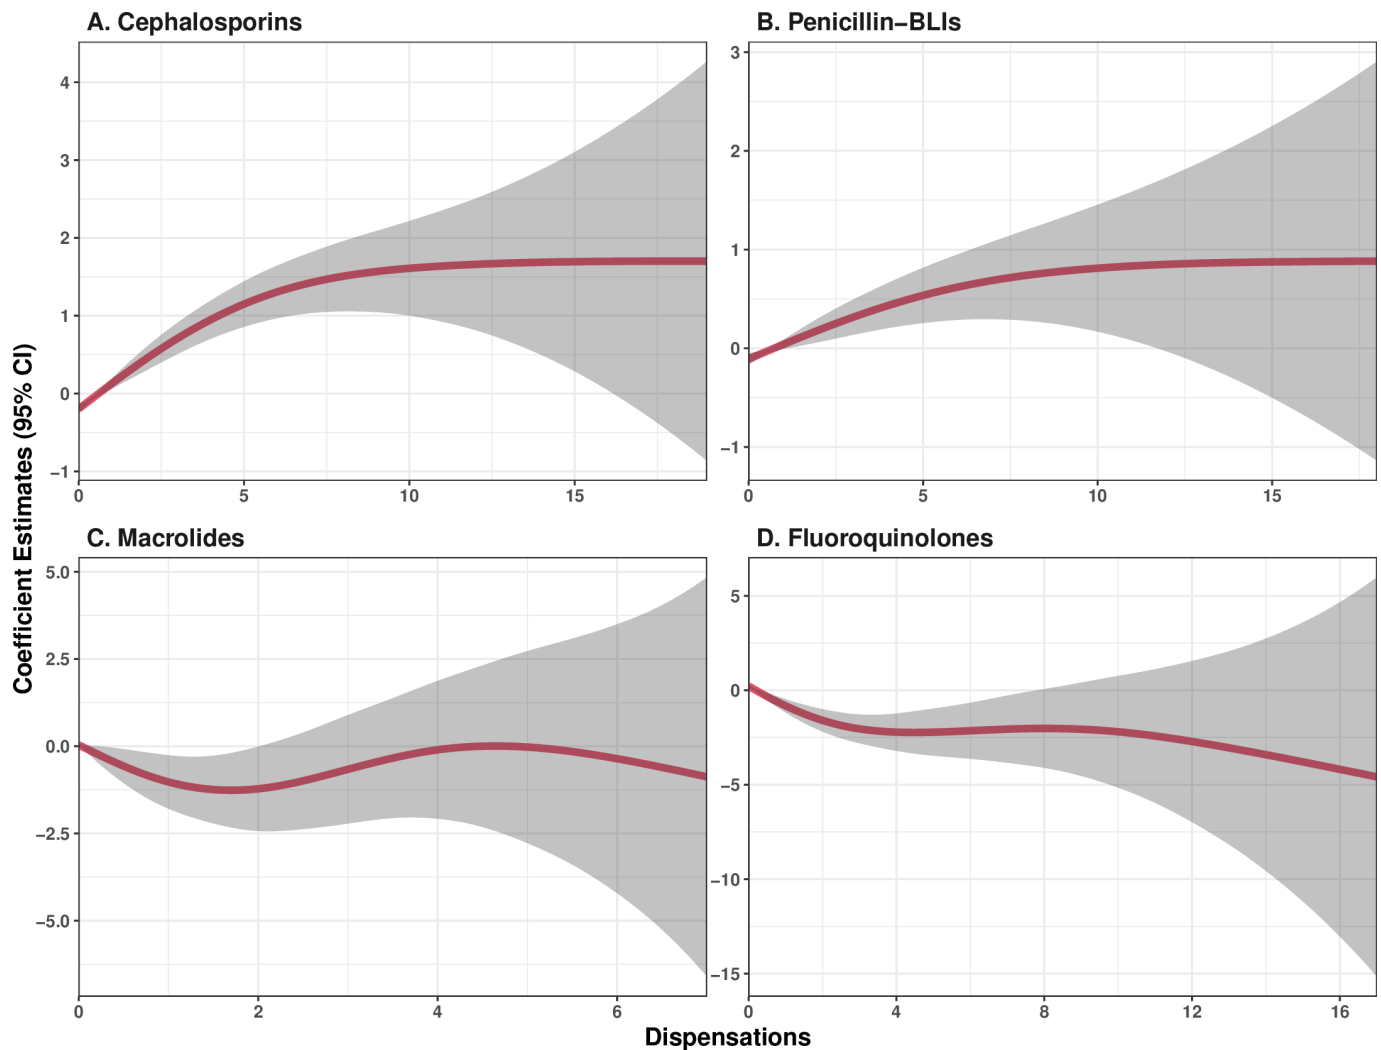 A. Cephalosporins
4
3
2
1
0
−1
0 5 10 15
B. Penicillin−BLIs
3
2
1
0
−1
0 5 10 15
Coefficient Estimates (95% CI)
C. Macrolides
5.0
2.5
0.0
−2.5
−5.0
0 2 4 6
D. Fluoroquinolones
5
0
−5
−10
−15
0 4 8 12 16
Dispensations